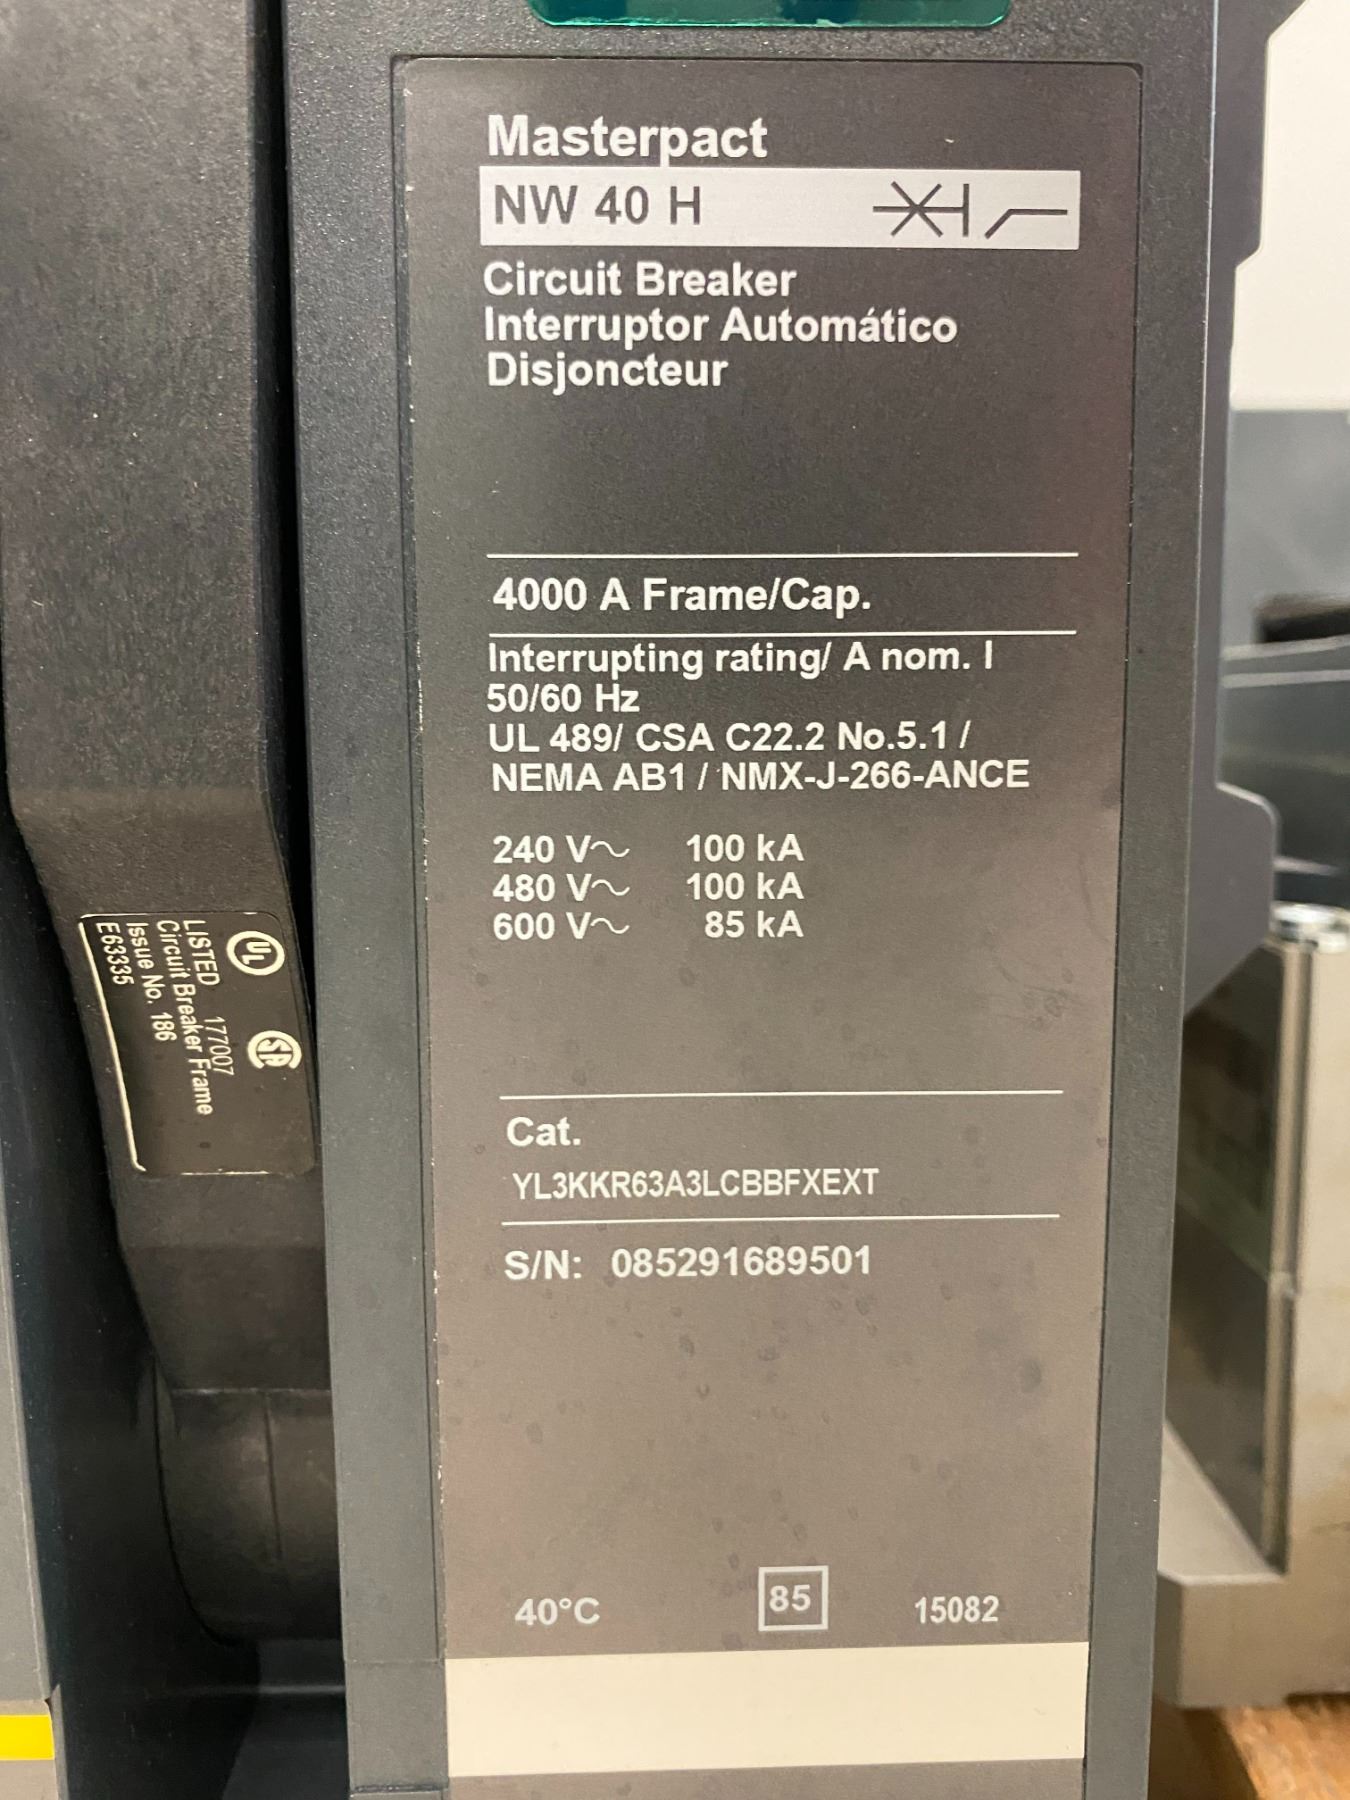 Masterpact
NW 40 H
Circuit Breaker
Interruptor Automático
Disjoncteur
4000 A Frame/Cap.
Interrupting rating/ A nom. I
50/60 Hz
UL 489/ CSA C22.2 No.5.1 /
NEMA AB1 / NMX-J-266-ANCE
240 V~ 100 kA
480 V~ 100 kA
600 V~ 85 kA
Cat.
YL3KKR63A3LCBBFXEXT
S/N: 085291689501
40°C 85 15082
UL SA
LISTED 177007
Circuit Breaker Frame
Issue No. 186
E63335